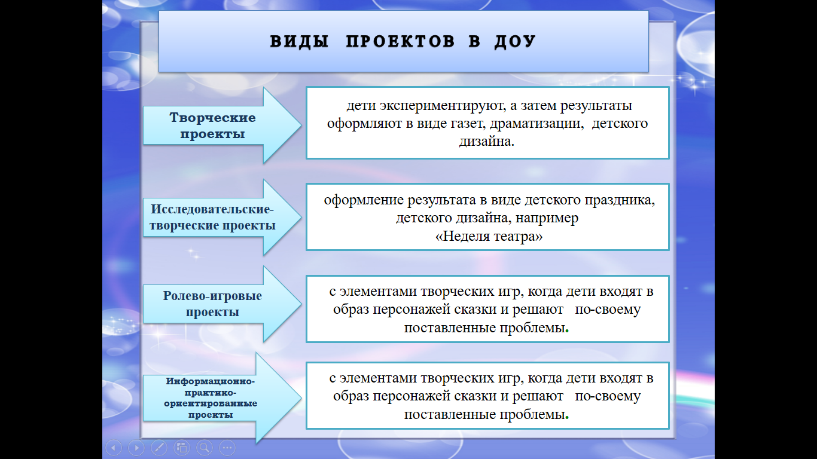 ВИДЫ ПРОЕКТОВ В ДОУ
Творческие
проекты
дети экспериментируют, а затем результаты
оформляют в виде газет, драматизации, детского
дизайна.
Исследовательские-
творческие проекты
оформление результата в виде детского праздника,
детского дизайна, например
«Неделя театра»
Ролево-игровые
проекты
с элементами творческих игр, когда дети входят в
образ персонажей сказки и решают по-своему
поставленные проблемы.
Информационно-
практико-
ориентированные
проекты
с элементами творческих игр, когда дети входят в
образ персонажей сказки и решают по-своему
поставленные проблемы.